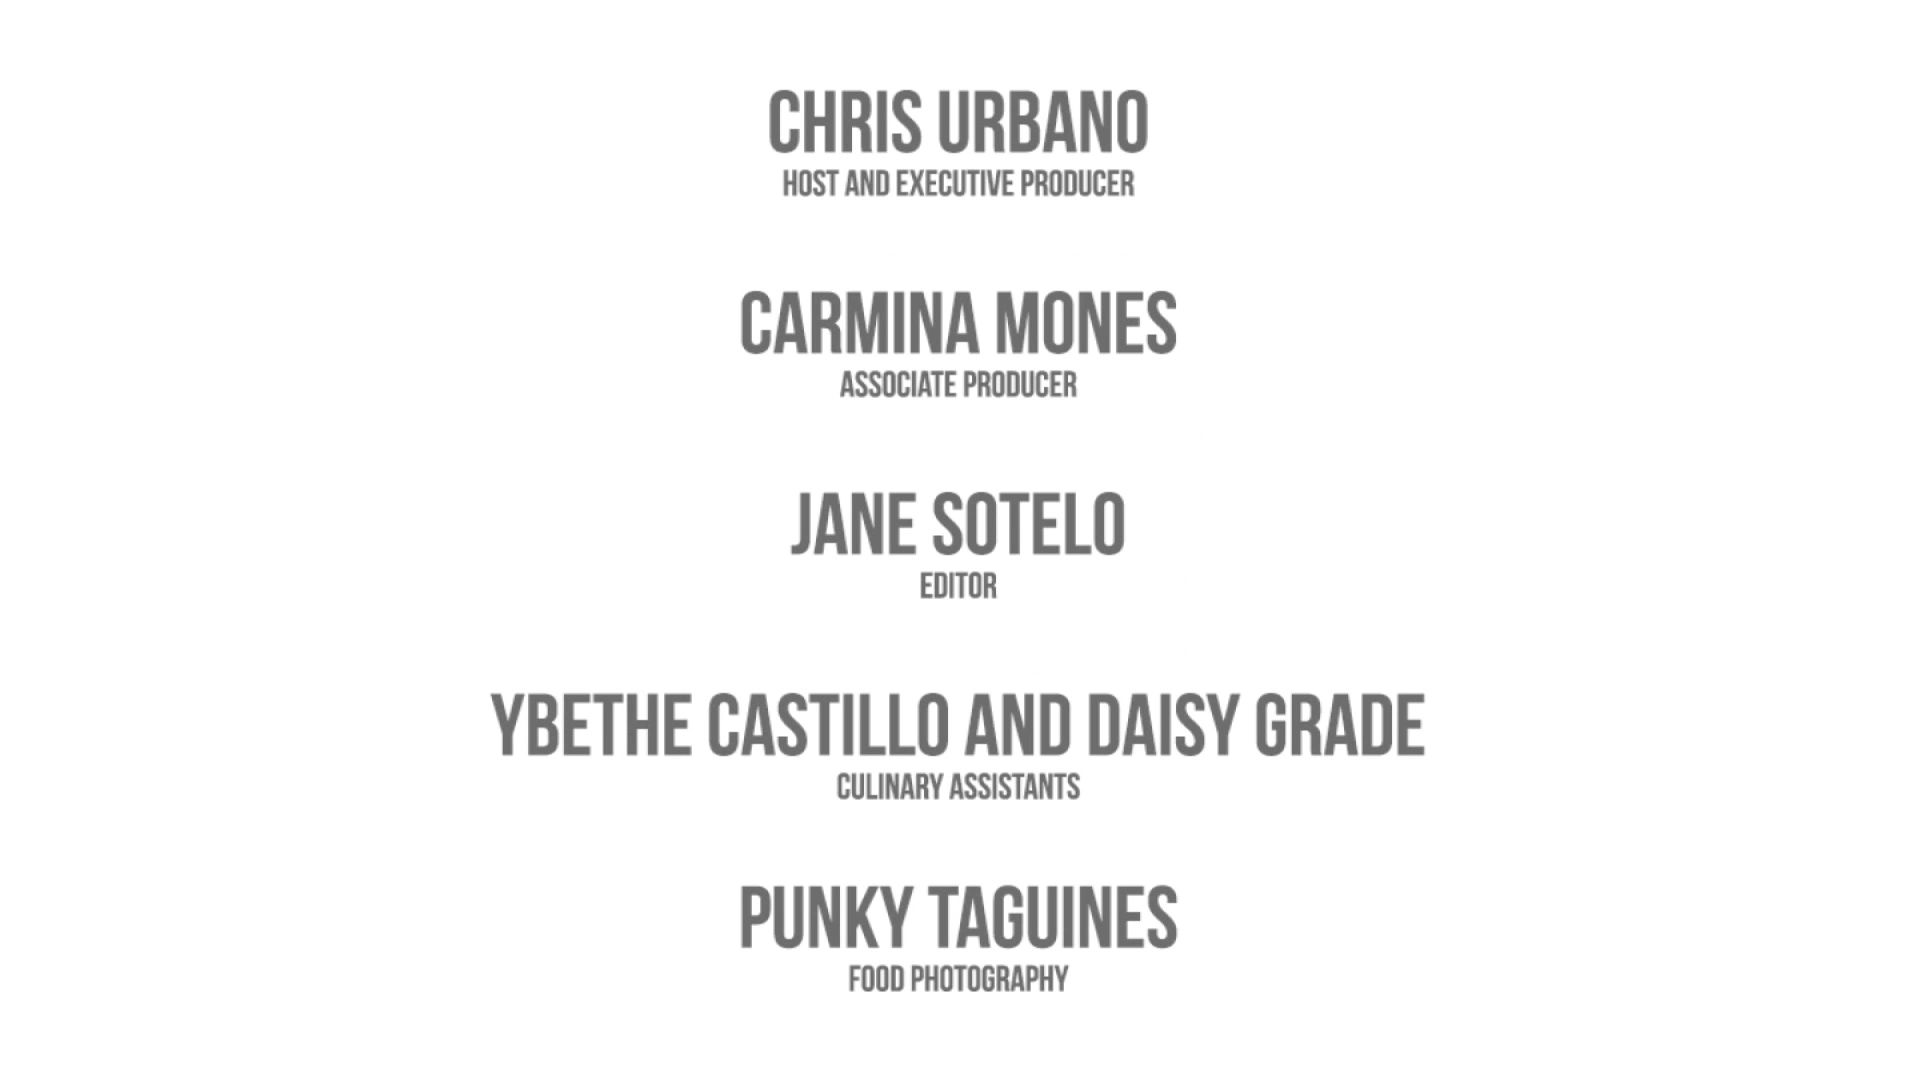 CHRIS URBANO
HOST AND EXECUTIVE PRODUCER
CARMINA MONES
ASSOCIATE PRODUCER
JANE SOTELO
EDITOR
YBETHE CASTILLO AND DAISY GRADE
CULINARY ASSISTANTS
PUNKY TAGUINES
FOOD PHOTOGRAPHY